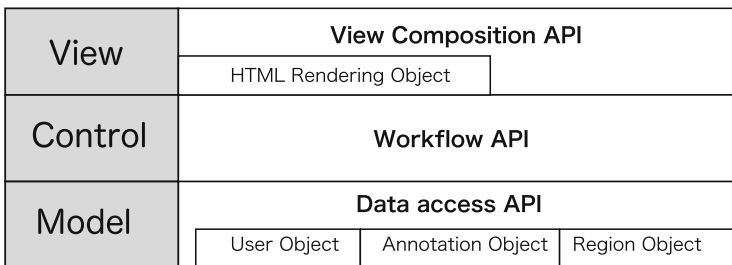 View
View Composition API
HTML Rendering Object
Control
Workflow API
Model
Data access API
User Object
Annotation Object
Region Object